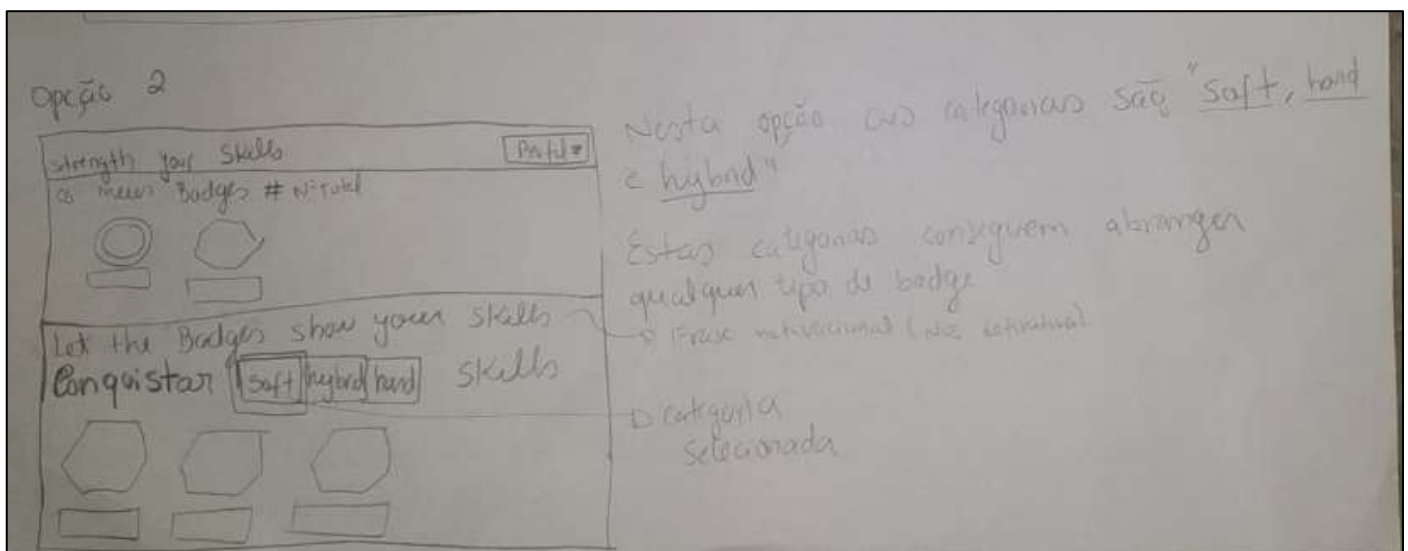 Opção 2
strength your Skills
Perfil
Os meus Badges # Nº total
Let the Badges show your skills
Conquistar soft hybrid hard skills
Nesta opção as categorias são "Soft, hard
e hybrid"
Estas categorias conseguem abranger
qualquer tipo de badge
Frase motivacional
categoria
selecionada